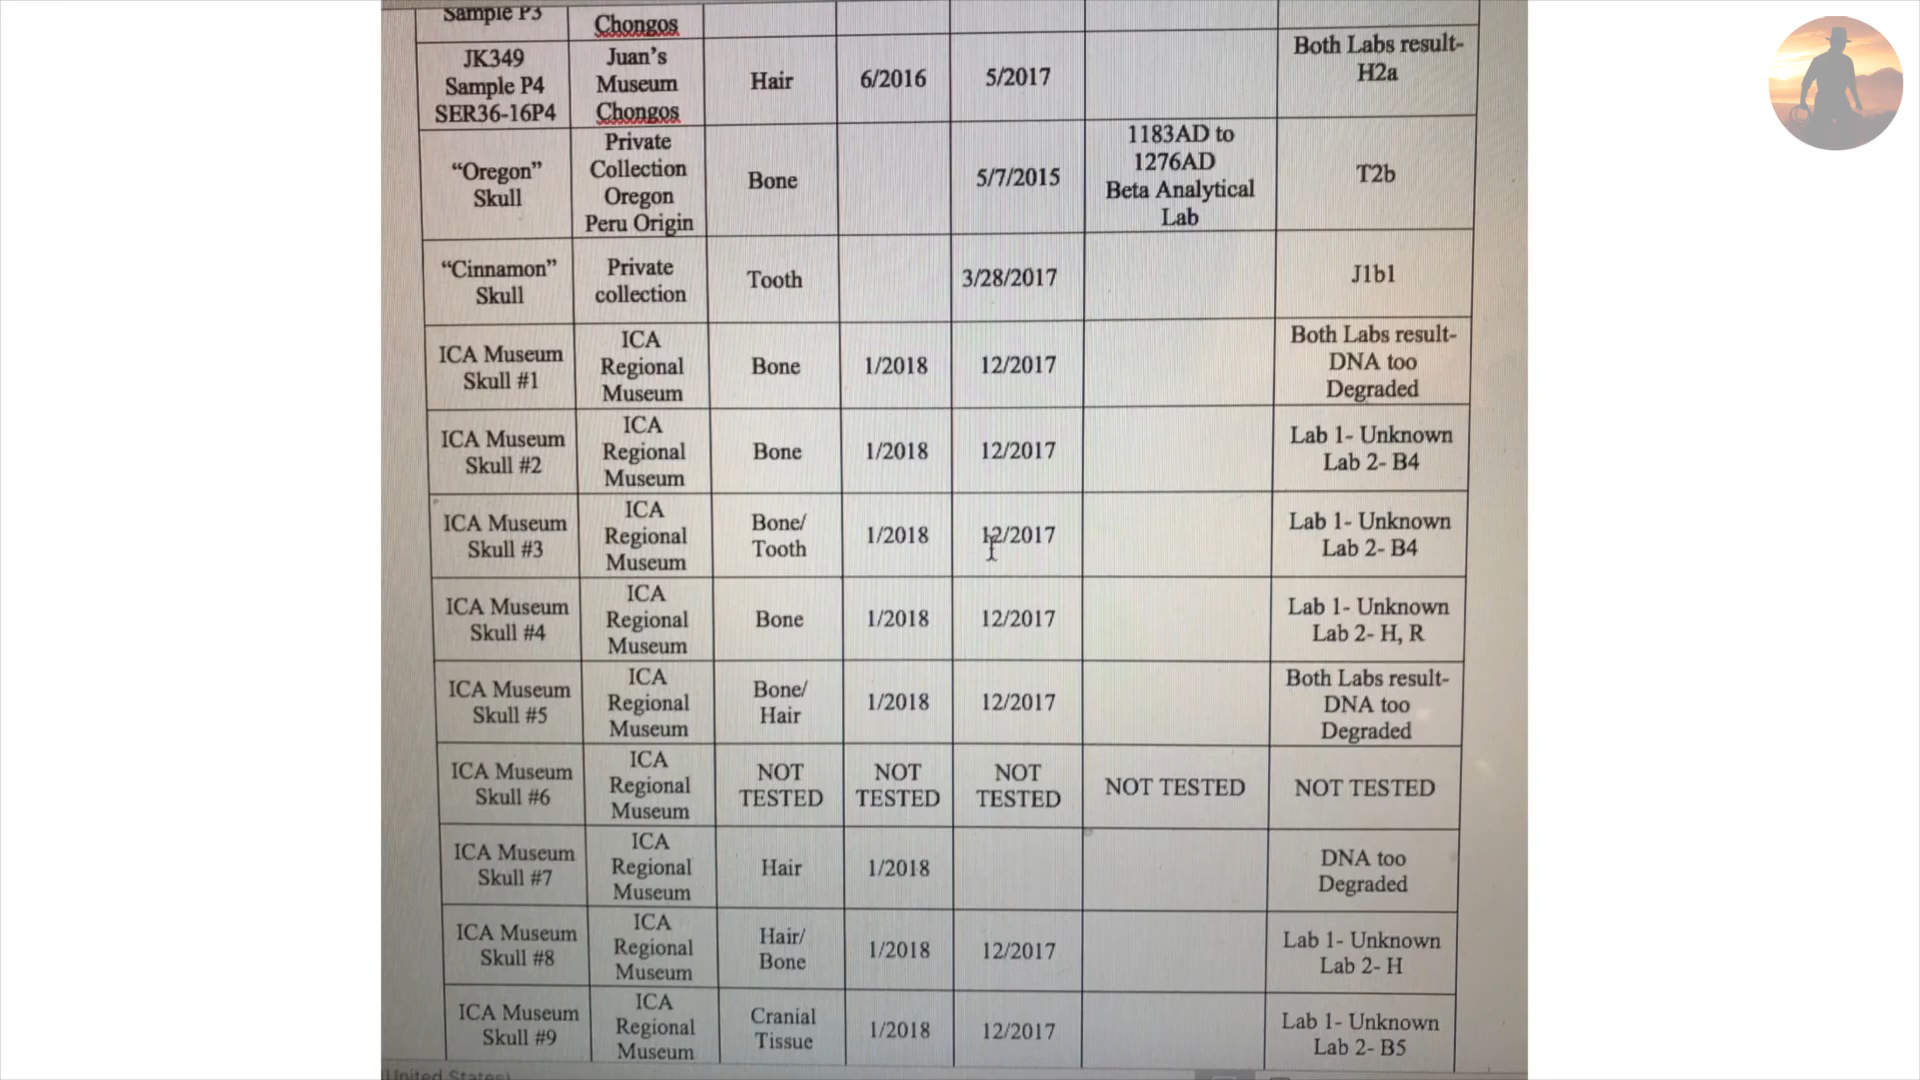 Sample P3
Chongos
JK349
Sample P4
SER36-16P4
Juan's
Museum
Chongos
Hair
6/2016
5/2017
Both Labs result-
H2a
"Oregon"
Skull
Private
Collection
Oregon
Peru Origin
Bone
5/7/2015
1183AD to
1276AD
Beta Analytical
Lab
T2b
"Cinnamon"
Skull
Private
collection
Tooth
3/28/2017
J1b1
ICA Museum
Skull #1
ICA
Regional
Museum
Bone
1/2018
12/2017
Both Labs result-
DNA too
Degraded
ICA Museum
Skull #2
ICA
Regional
Museum
Bone
1/2018
12/2017
Lab 1- Unknown
Lab 2- B4
ICA Museum
Skull #3
ICA
Regional
Museum
Bone/
Tooth
1/2018
12/2017
Lab 1- Unknown
Lab 2- B4
ICA Museum
Skull #4
ICA
Regional
Museum
Bone
1/2018
12/2017
Lab 1- Unknown
Lab 2- H, R
ICA Museum
Skull #5
ICA
Regional
Museum
Bone/
Hair
1/2018
12/2017
Both Labs result-
DNA too
Degraded
ICA Museum
Skull #6
ICA
Regional
Museum
NOT
TESTED
NOT
TESTED
NOT
TESTED
NOT TESTED
NOT TESTED
ICA Museum
Skull #7
ICA
Regional
Museum
Hair
1/2018
DNA too
Degraded
ICA Museum
Skull #8
ICA
Regional
Museum
Hair/
Bone
1/2018
12/2017
Lab 1- Unknown
Lab 2- H
ICA Museum
Skull #9
ICA
Regional
Museum
Cranial
Tissue
1/2018
12/2017
Lab 1- Unknown
Lab 2- B5
(United States)